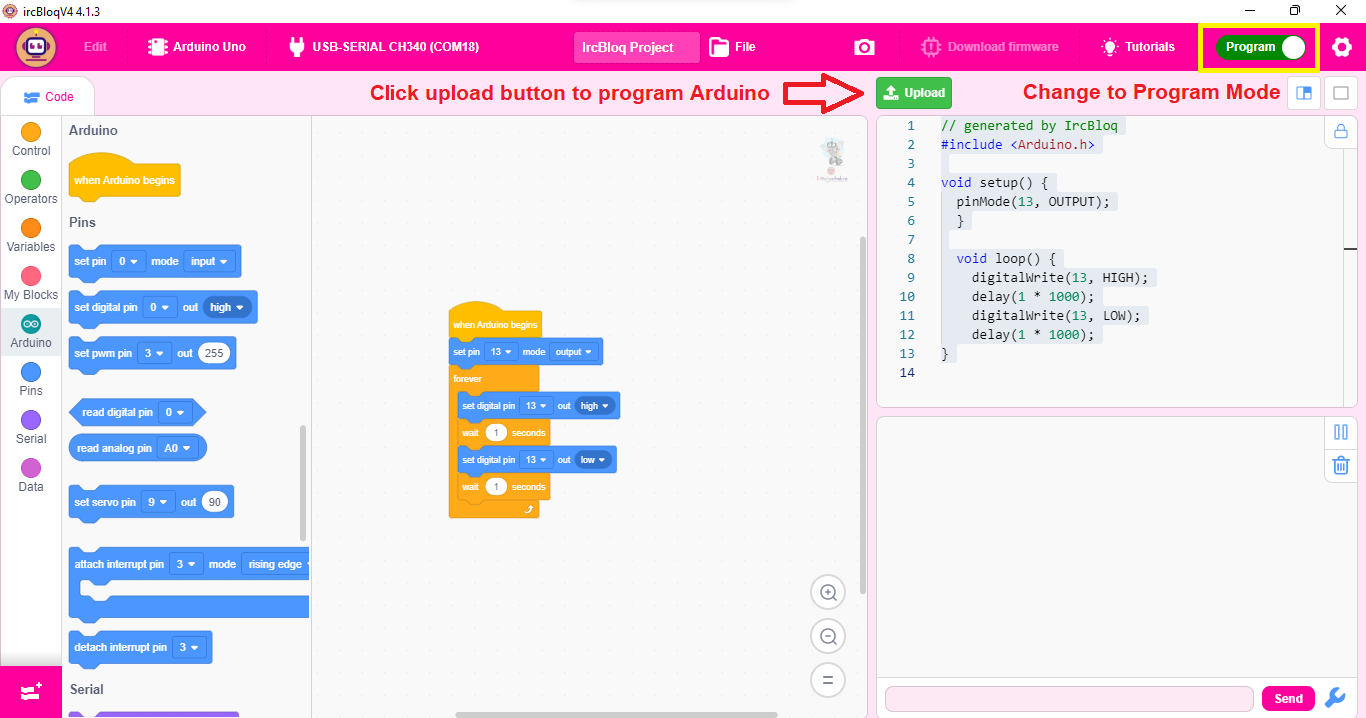 ircBloqV4 4.1.3
Edit
Arduino Uno
USB-SERIAL CH340 (COM18)
IrcBloq Project
File
Download firmware
Tutorials
Program
Code
Click upload button to program Arduino
Upload
Change to Program Mode
Control
Operators
Variables
My Blocks
Arduino
Pins
Serial
Data
Arduino
when Arduino begins
Pins
set pin 0 mode input
set digital pin 0 out high
set pwm pin 3 out 255
read digital pin 0
read analog pin A0
set servo pin 9 out 90
attach interrupt pin 3 mode rising edge
detach interrupt pin 3
Serial
when Arduino begins
set pin 13 mode output
forever
set digital pin 13 out high
wait 1 seconds
set digital pin 13 out low
wait 1 seconds
1 // generated by IrcBloq
2 #include <Arduino.h>
3
4 void setup() {
5 pinMode(13, OUTPUT);
6 }
7
8 void loop() {
9 digitalWrite(13, HIGH);
10 delay(1 * 1000);
11 digitalWrite(13, LOW);
12 delay(1 * 1000);
13 }
14
Send